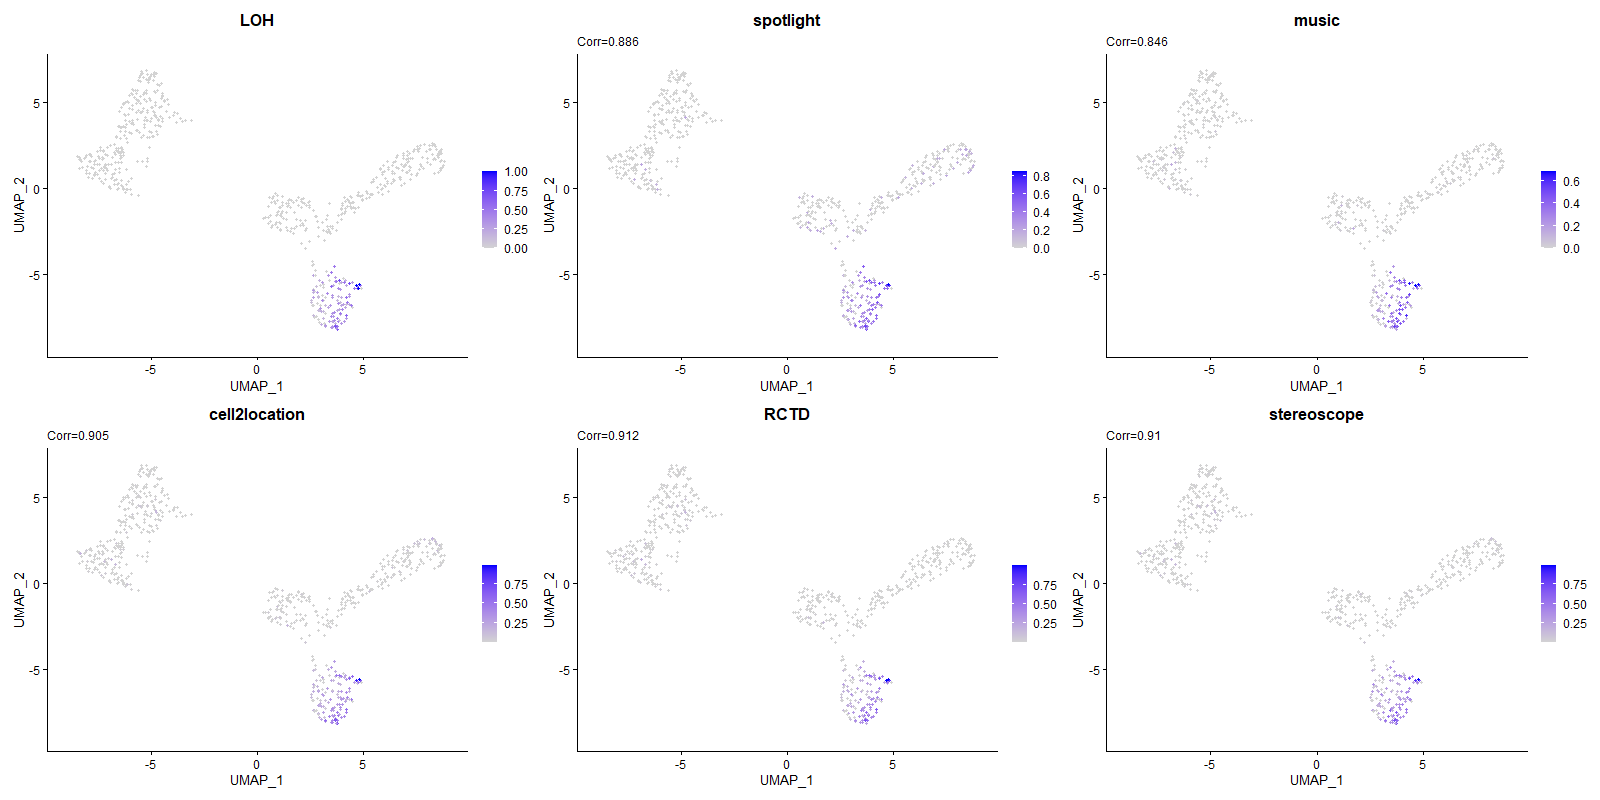 LOH
5
0
-5
UMAP_2
-5
0
5
UMAP_1
1.00
0.75
0.50
0.25
0.00
spotlight
Corr=0.886
5
0
-5
UMAP_2
-5
0
5
UMAP_1
0.8
0.6
0.4
0.2
0.0
music
Corr=0.846
5
0
-5
UMAP_2
-5
0
5
UMAP_1
0.6
0.4
0.2
0.0
cell2location
Corr=0.905
5
0
-5
UMAP_2
-5
0
5
UMAP_1
0.75
0.50
0.25
RCTD
Corr=0.912
5
0
-5
UMAP_2
-5
0
5
UMAP_1
0.75
0.50
0.25
stereoscope
Corr=0.91
5
0
-5
UMAP_2
-5
0
5
UMAP_1
0.75
0.50
0.25